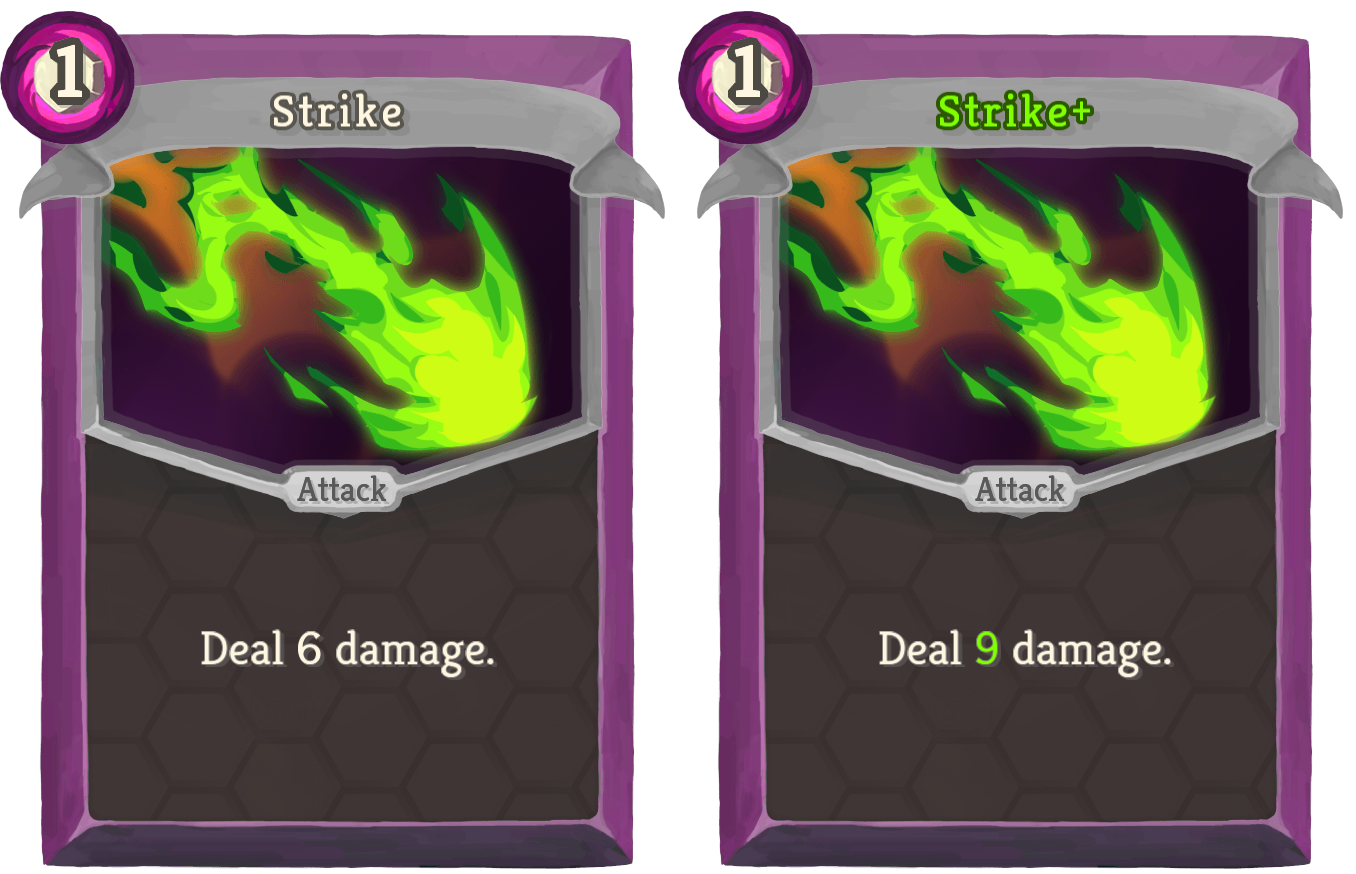 1
Strike
Attack
Deal 6 damage.
1
Strike+
Attack
Deal 9 damage.